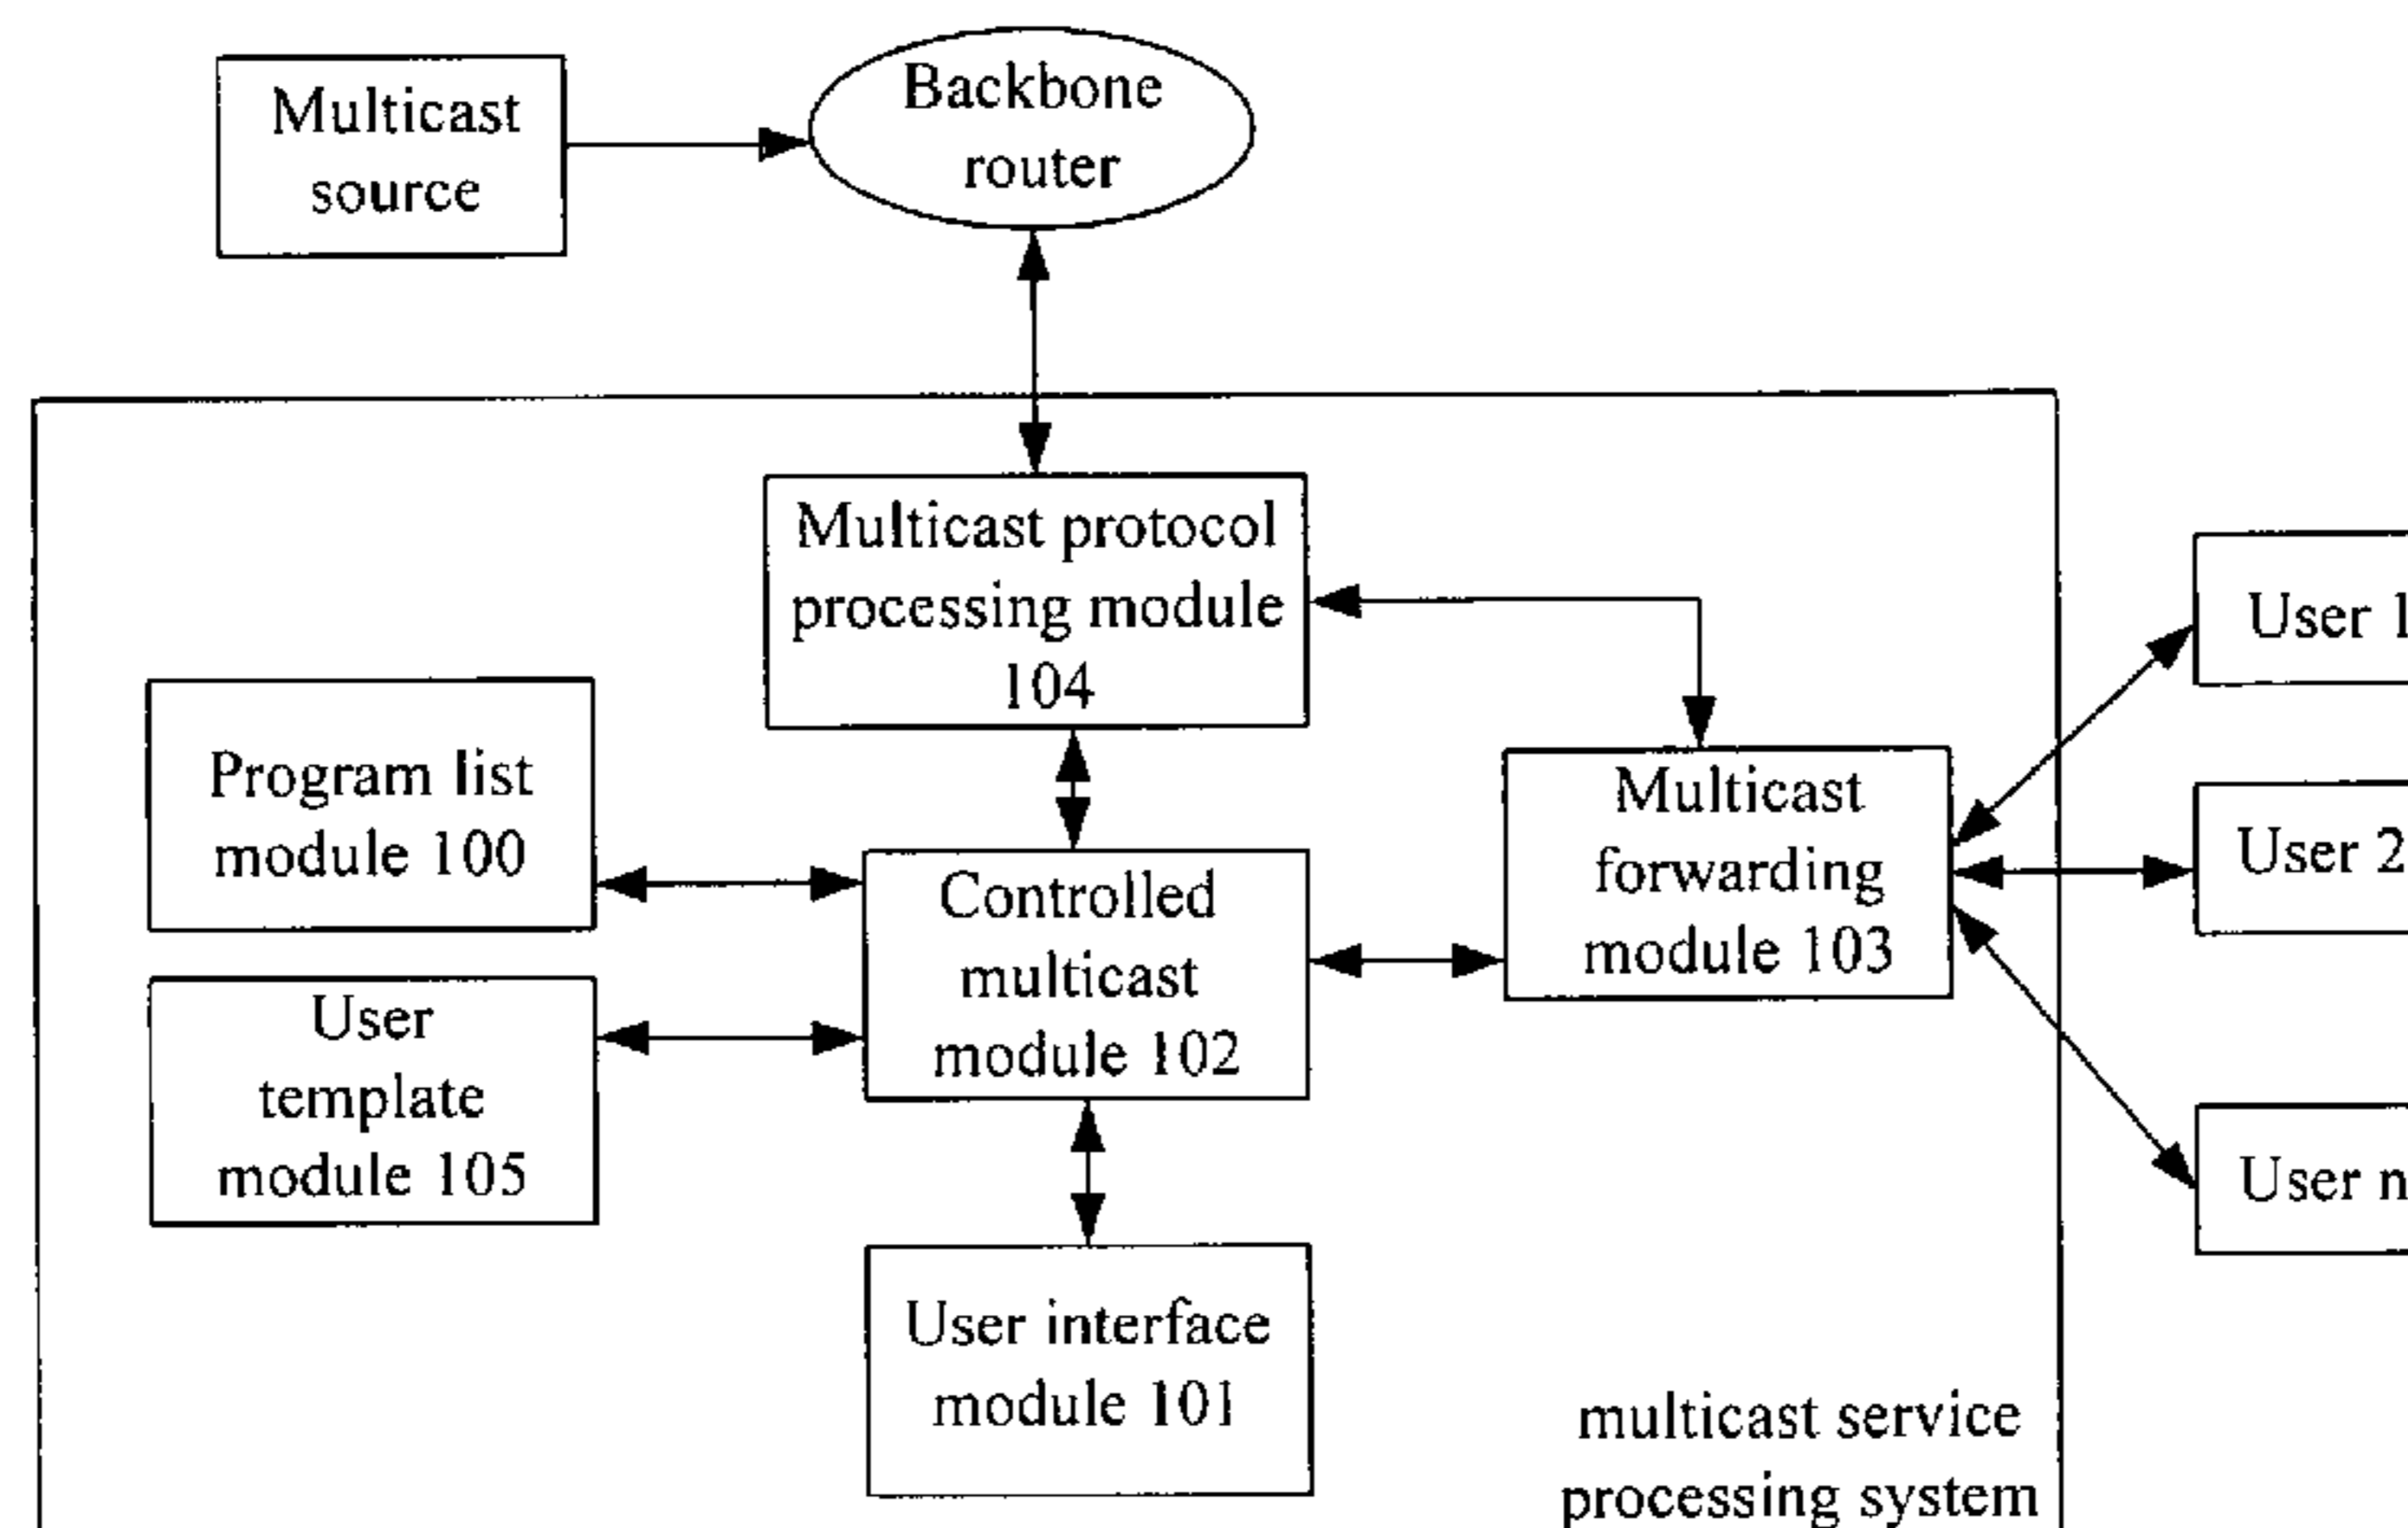 Multicast
source
Backbone
router
Multicast protocol
processing module
104
User 1
Program list
module 100
Multicast
forwarding
module 103
User 2
Controlled
multicast
module 102
User
template
module 105
User n
User interface
module 101
multicast service
processing system